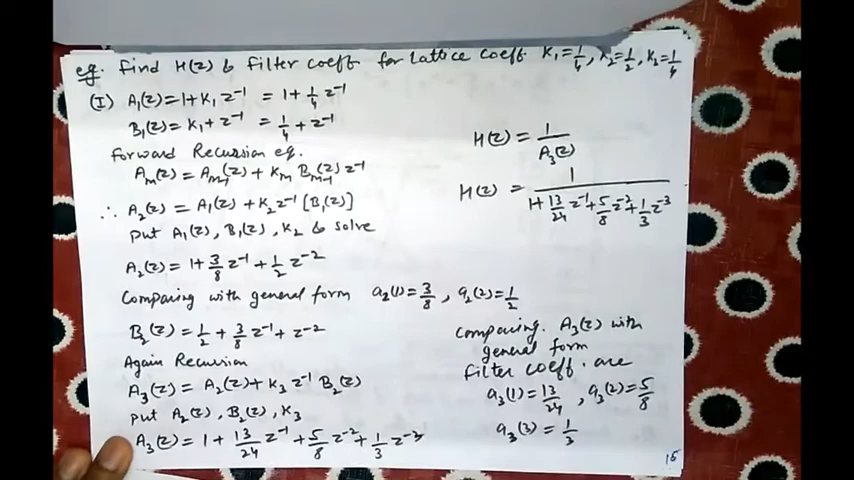 eg. Find H(z) & Filter coeff for Lattice coeff K₁=1/4, K₂=1/2, K₂=1/4
(I) A₁(z)=1+K₁z⁻¹ = 1+1/4 z⁻¹
B₁(z)=K₁+z⁻¹ = 1/4+z⁻¹
Forward Recursion eq.
Aₘ(z)=Aₘ₋₁(z)+Kₘ Bₘ₋₁(z) z⁻¹
∴ A₂(z)=A₁(z)+K₂z⁻¹[B₁(z)]
put A₁(z), B₁(z), K₂ & solve
A₂(z)=1+3/8 z⁻¹+1/2 z⁻²
Comparing with general form a₂(1)=3/8, a₂(2)=1/2
B₂(z)=1/2+3/8 z⁻¹+z⁻²
Again Recursion
A₃(z)=A₂(z)+K₃ z⁻¹ B₂(z)
put A₂(z), B₂(z), K₃
A₃(z)=1+13/24 z⁻¹+5/8 z⁻²+1/3 z⁻³
H(z)=1/A₃(z)
H(z)=1/(1+13/24 z⁻¹+5/8 z⁻²+1/3 z⁻³)
Comparing. A₃(z) with
general form
filter coeff. are
a₃(1)=13/24, a₃(2)=5/8
a₃(3)=1/3
15